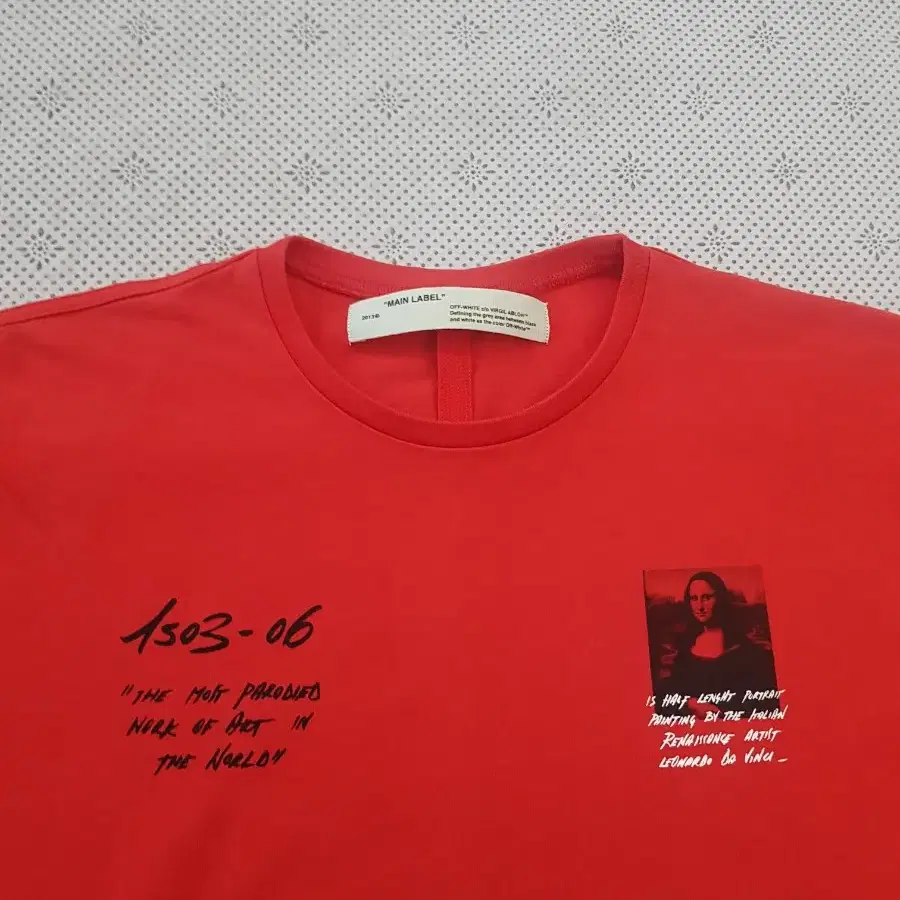 "MAIN LABEL"
OFF-WHITE c/o VIRGIL ABLOH™
Defining the grey area between black
and white as the color Off-White™
1503-06
"THE MOST PARODIED
WORK OF ART IN
THE WORLD"
IS HALF LENGHT PORTRAIT
PAINTING BY THE ITALIAN
RENAISSANCE ARTIST
LEONARDO DA VINCI _